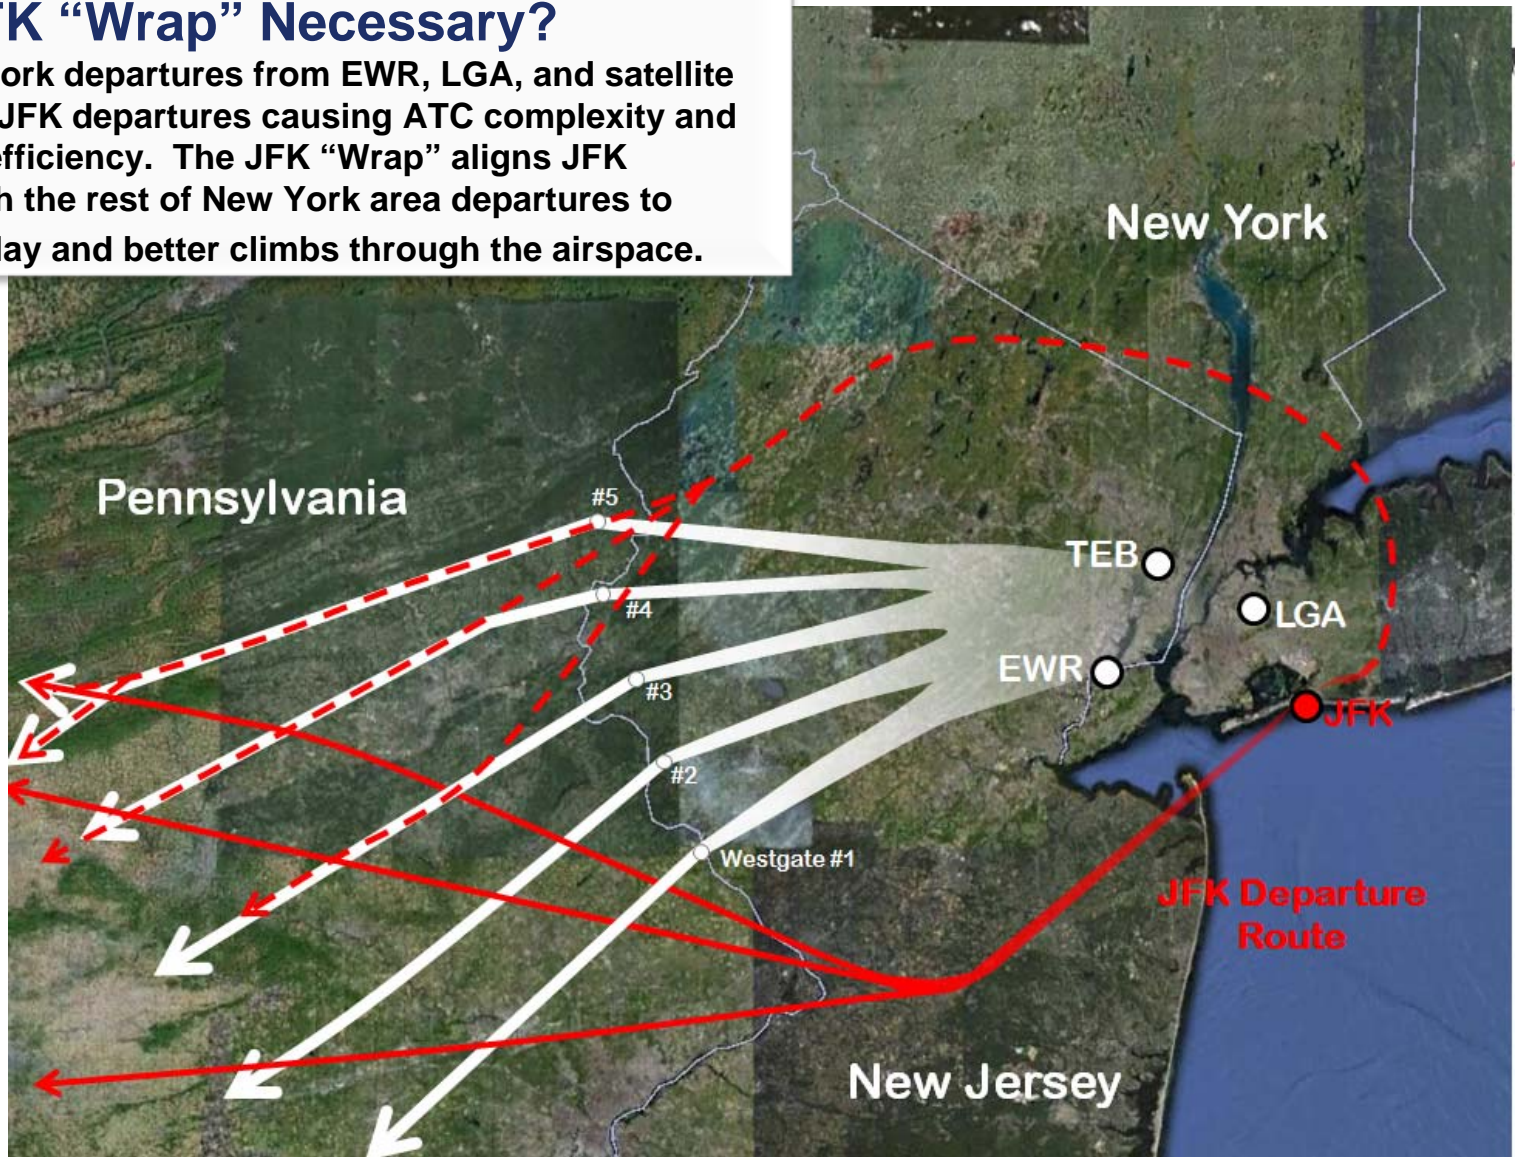 FK “Wrap” Necessary?
ork departures from EWR, LGA, and satellite
JFK departures causing ATC complexity and
efficiency. The JFK “Wrap” aligns JFK
h the rest of New York area departures to
lay and better climbs through the airspace.
New York
Pennsylvania
#5
TEB
#4
LGA
EWR
#3
JFK
#2
Westgate #1
JFK Departure
Route
New Jersey